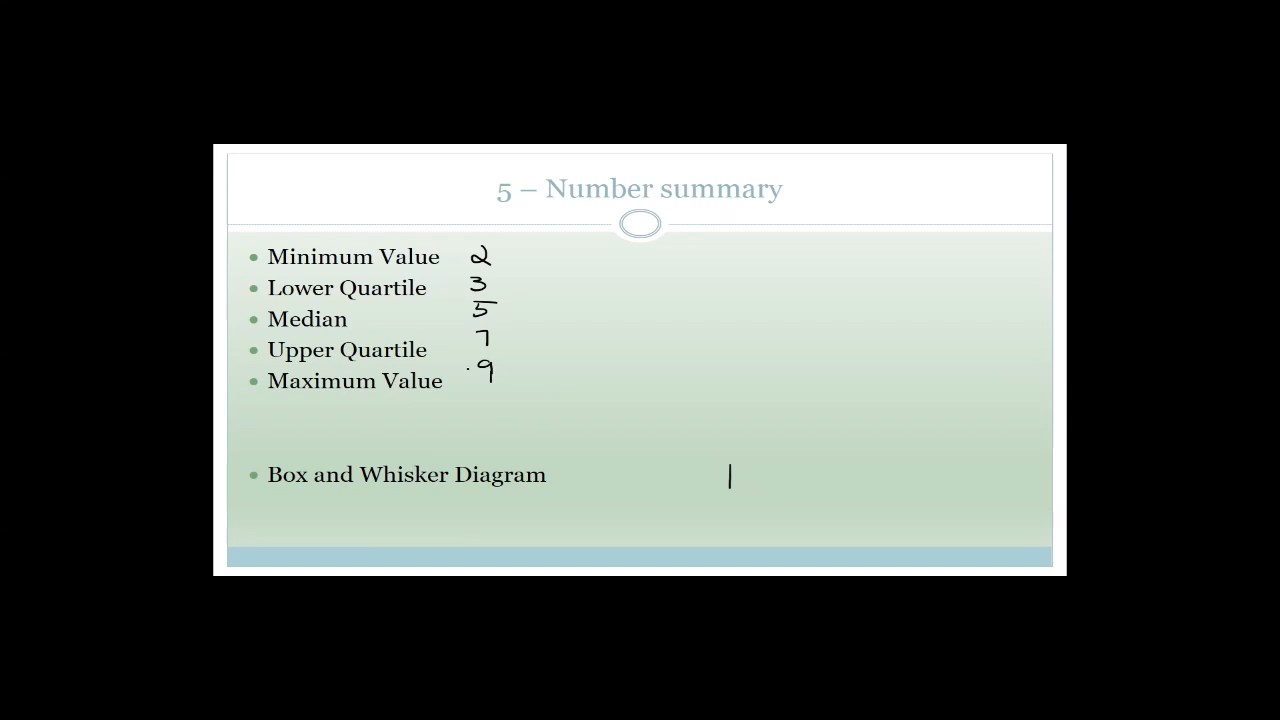 5 – Number summary
• Minimum Value 2
• Lower Quartile 3
• Median 5
• Upper Quartile 7
• Maximum Value 9
• Box and Whisker Diagram